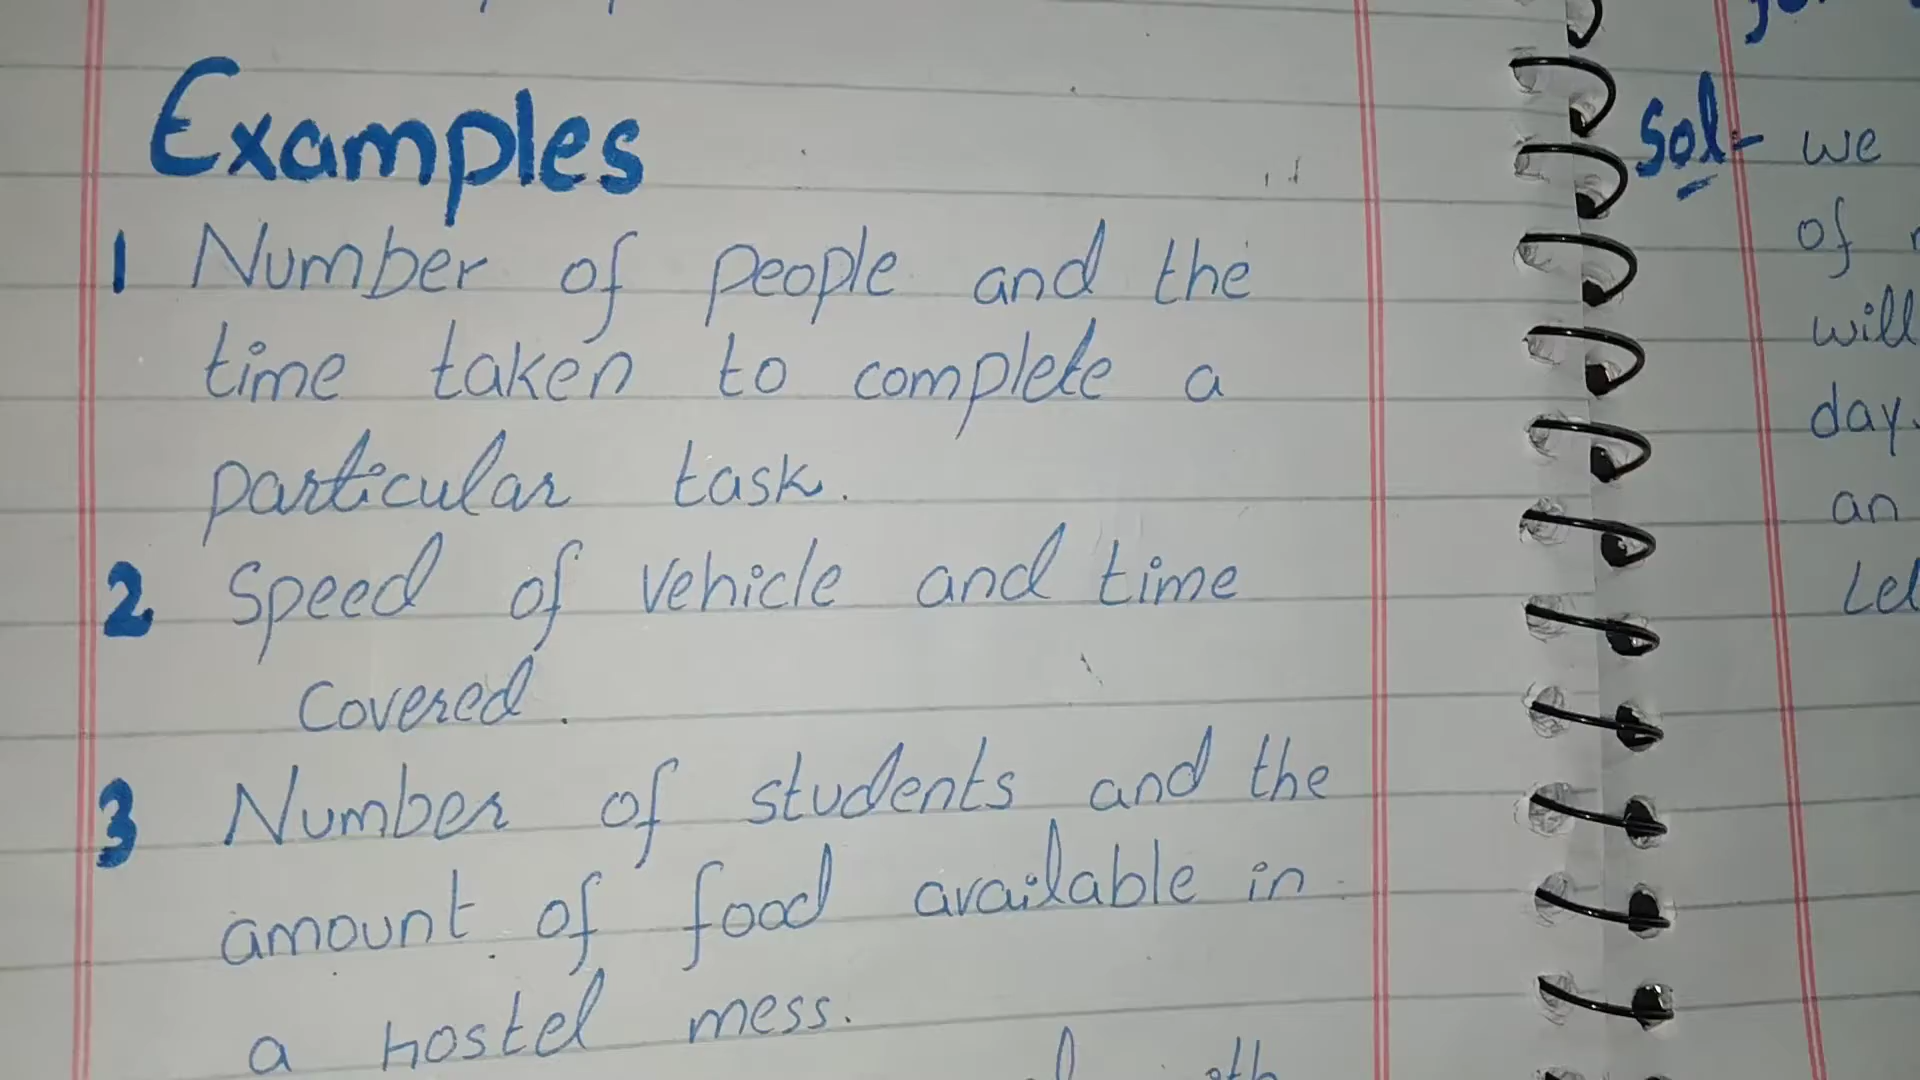 Examples
1 Number of people and the
time taken to complete a
particular task.
2 Speed of vehicle and time
covered.
3 Number of students and the
amount of food available in
a hostel mess.
Sol- we
of
will
day.
an